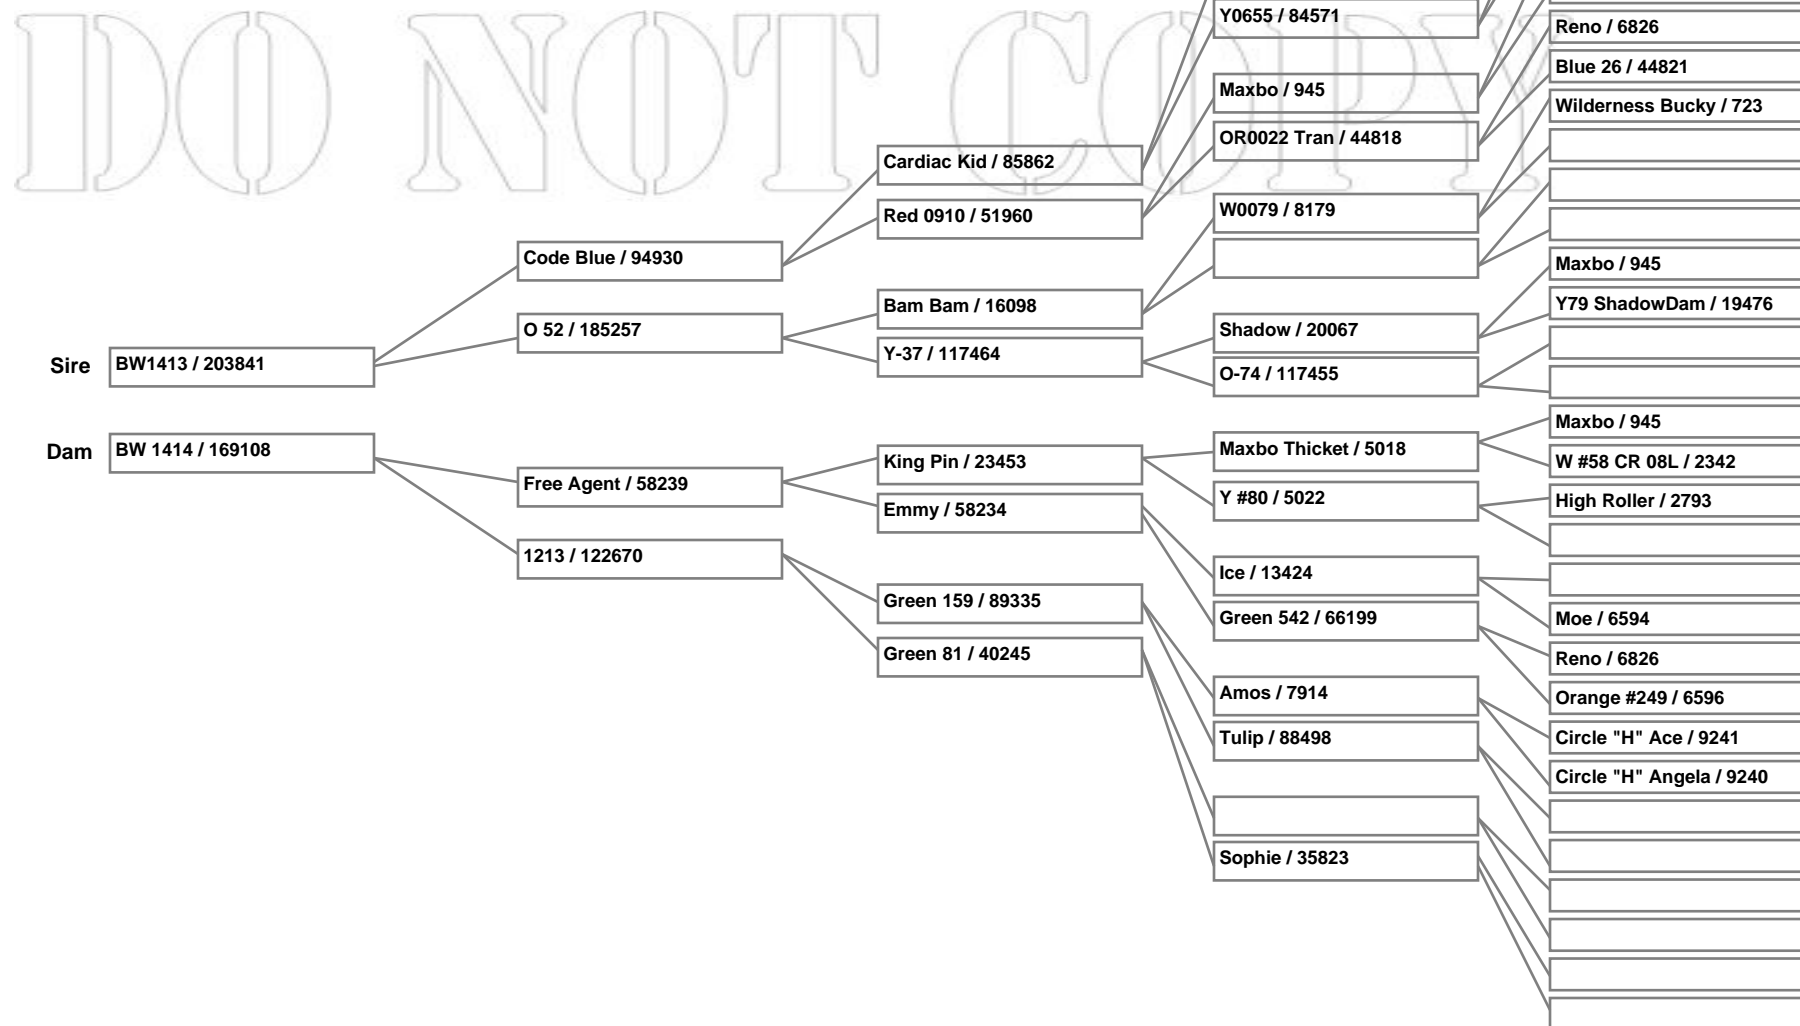 DO NOT COPY
Sire
BW1413 / 203841
Dam
BW 1414 / 169108
Code Blue / 94930
O 52 / 185257
Free Agent / 58239
1213 / 122670
Cardiac Kid / 85862
Red 0910 / 51960
Bam Bam / 16098
Y-37 / 117464
King Pin / 23453
Emmy / 58234
Green 159 / 89335
Green 81 / 40245
Y0655 / 84571
Maxbo / 945
OR0022 Tran / 44818
W0079 / 8179
Shadow / 20067
O-74 / 117455
Maxbo Thicket / 5018
Y #80 / 5022
Ice / 13424
Green 542 / 66199
Amos / 7914
Tulip / 88498
Sophie / 35823
Reno / 6826
Blue 26 / 44821
Wilderness Bucky / 723
Maxbo / 945
Y79 ShadowDam / 19476
Maxbo / 945
W #58 CR 08L / 2342
High Roller / 2793
Moe / 6594
Reno / 6826
Orange #249 / 6596
Circle "H" Ace / 9241
Circle "H" Angela / 9240